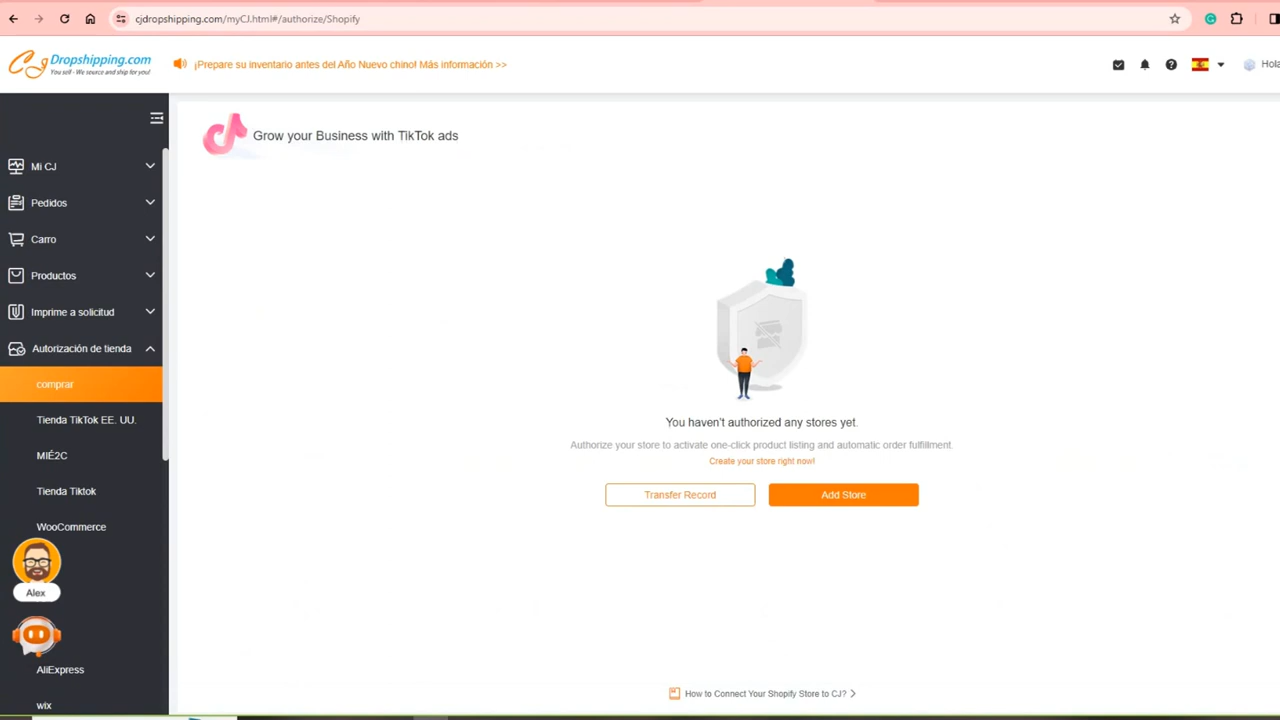 cjdropshipping.com/myCJ.html#/authorize/Shopify
CJ Dropshipping.com
You sell - We source and ship for you!
¡Prepare su inventario antes del Año Nuevo chino! Más información >>
Hola
Grow your Business with TikTok ads
Mi CJ
Pedidos
Carro
Productos
Imprime a solicitud
Autorización de tienda
comprar
Tienda TikTok EE. UU.
MIÉ2C
Tienda Tiktok
WooCommerce
Alex
AliExpress
wix
You haven't authorized any stores yet.
Authorize your store to activate one-click product listing and automatic order fulfillment.
Create your store right now!
Transfer Record
Add Store
How to Connect Your Shopify Store to CJ? >